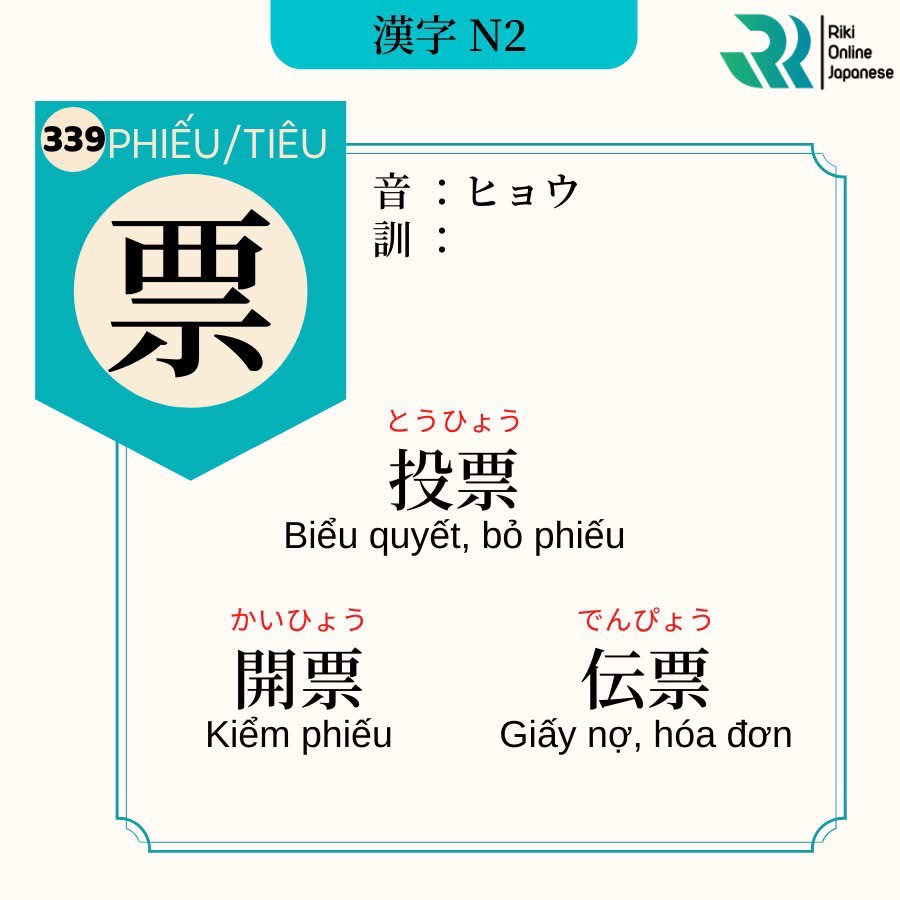 漢字 N2
Riki
Online
Japanese
339
PHIẾU/TIÊU
票
音 : ヒョウ
訓 :
とうひょう
投票
Biểu quyết, bỏ phiếu
かいひょう
開票
Kiểm phiếu
でんぴょう
伝票
Giấy nợ, hóa đơn